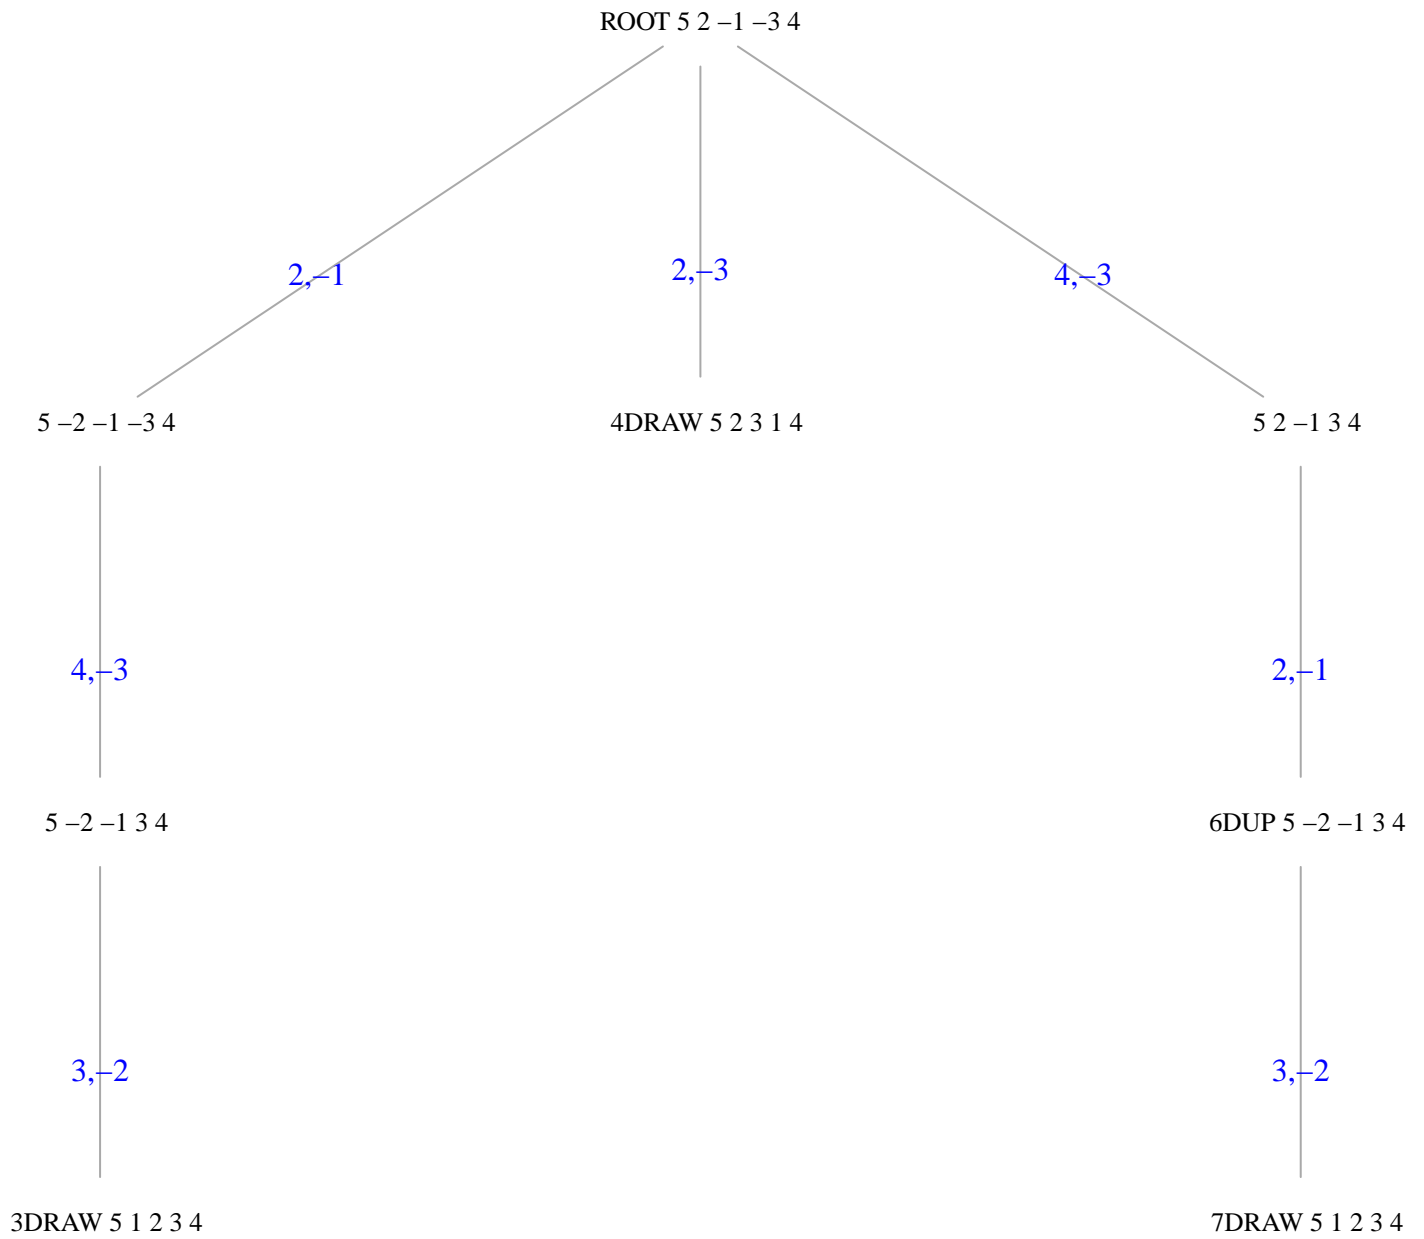 ROOT 5 2 –1 –3 4
2,–1
2,–3
4,–3
5 –2 –1 –3 4
4DRAW 5 2 3 1 4
5 2 –1 3 4
4,–3
2,–1
5 –2 –1 3 4
6DUP 5 –2 –1 3 4
3,–2
3,–2
3DRAW 5 1 2 3 4
7DRAW 5 1 2 3 4